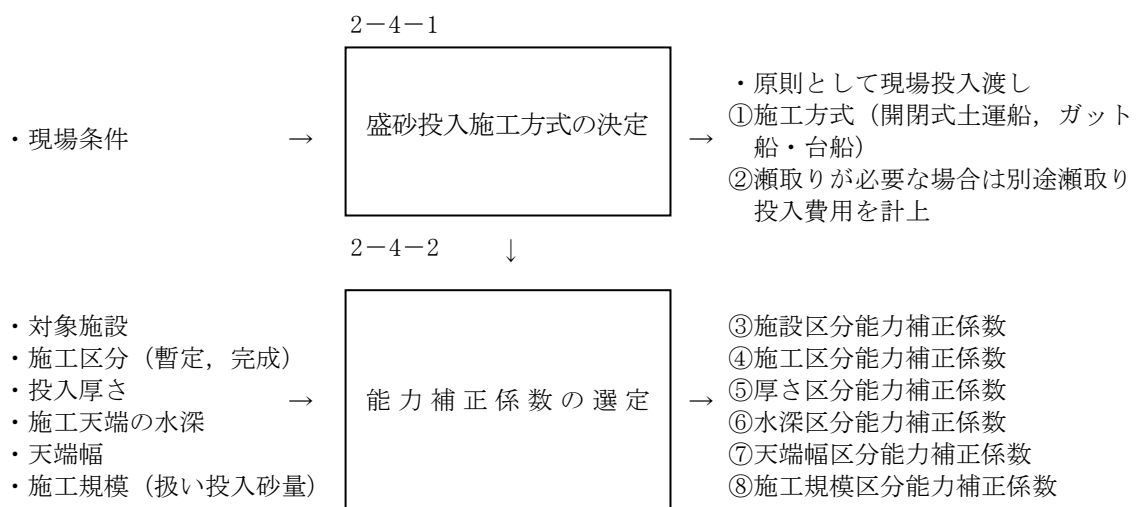 2－4－1
・現場条件
→
盛砂投入施工方式の決定
→
・原則として現場投入渡し
①施工方式（開閉式土運船，ガット
船・台船）
②瀬取りが必要な場合は別途瀬取り
投入費用を計上
2－4－2 ↓
・対象施設
・施工区分（暫定，完成）
・投入厚さ
・施工天端の水深
・天端幅
・施工規模（扱い投入砂量）
→
能力補正係数の選定
→
③施設区分能力補正係数
④施工区分能力補正係数
⑤厚さ区分能力補正係数
⑥水深区分能力補正係数
⑦天端幅区分能力補正係数
⑧施工規模区分能力補正係数